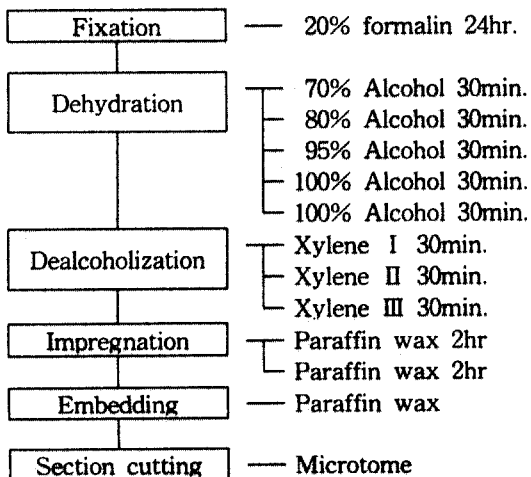 Fixation — 20% formalin 24hr.
Dehydration
70% Alcohol 30min.
80% Alcohol 30min.
95% Alcohol 30min.
100% Alcohol 30min.
100% Alcohol 30min.
Dealcoholization
Xylene Ⅰ 30min.
Xylene Ⅱ 30min.
Xylene Ⅲ 30min.
Impregnation
Paraffin wax 2hr
Paraffin wax 2hr
Embedding — Paraffin wax
Section cutting — Microtome